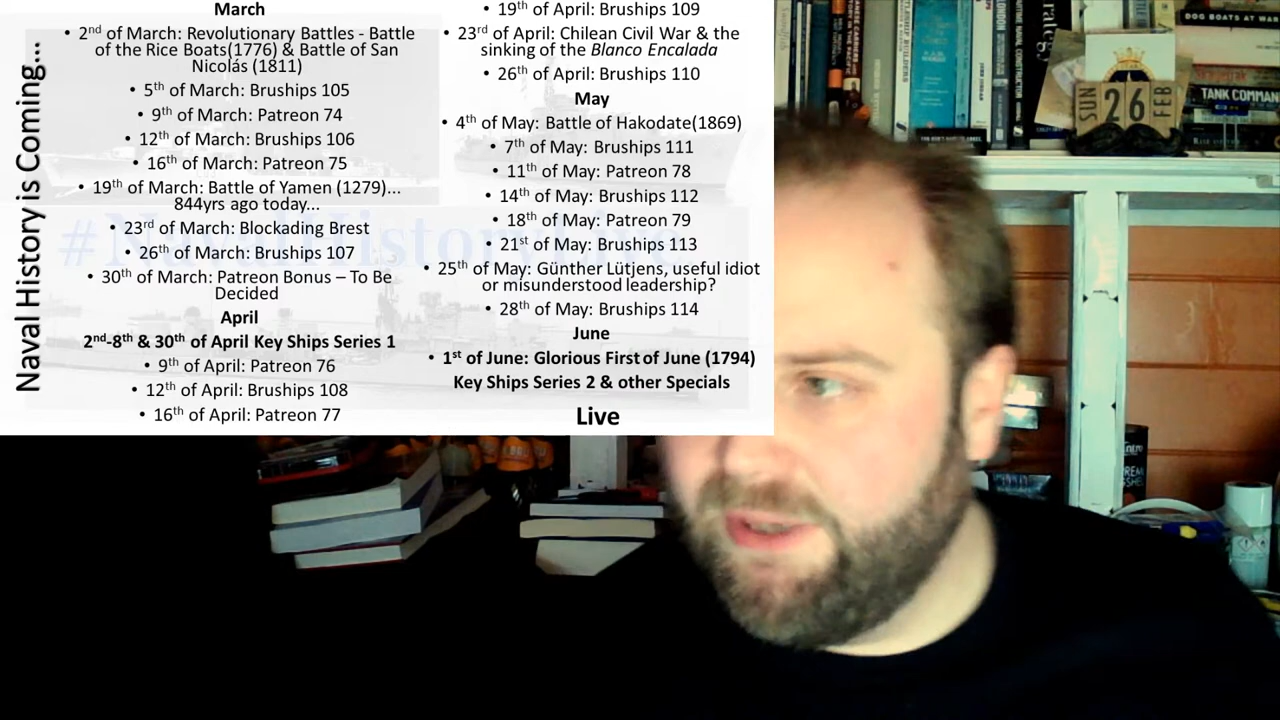 Naval History is Coming...
March
• 2nd of March: Revolutionary Battles - Battle
of the Rice Boats(1776) & Battle of San
Nicolás (1811)
• 5th of March: Bruships 105
• 9th of March: Patreon 74
• 12th of March: Bruships 106
• 16th of March: Patreon 75
• 19th of March: Battle of Yamen (1279)...
844yrs ago today...
• 23rd of March: Blockading Brest
• 26th of March: Bruships 107
• 30th of March: Patreon Bonus – To Be
Decided
April
2nd-8th & 30th of April Key Ships Series 1
• 9th of April: Patreon 76
• 12th of April: Bruships 108
• 16th of April: Patreon 77
• 19th of April: Bruships 109
• 23rd of April: Chilean Civil War & the
sinking of the Blanco Encalada
• 26th of April: Bruships 110
May
• 4th of May: Battle of Hakodate(1869)
• 7th of May: Bruships 111
• 11th of May: Patreon 78
• 14th of May: Bruships 112
• 18th of May: Patreon 79
• 21st of May: Bruships 113
• 25th of May: Günther Lütjens, useful idiot
or misunderstood leadership?
• 28th of May: Bruships 114
June
• 1st of June: Glorious First of June (1794)
Key Ships Series 2 & other Specials
Live
#NavalHistoryLive
SUN 26 FEB
DOG BOATS AT WAR
TANK COMMAN